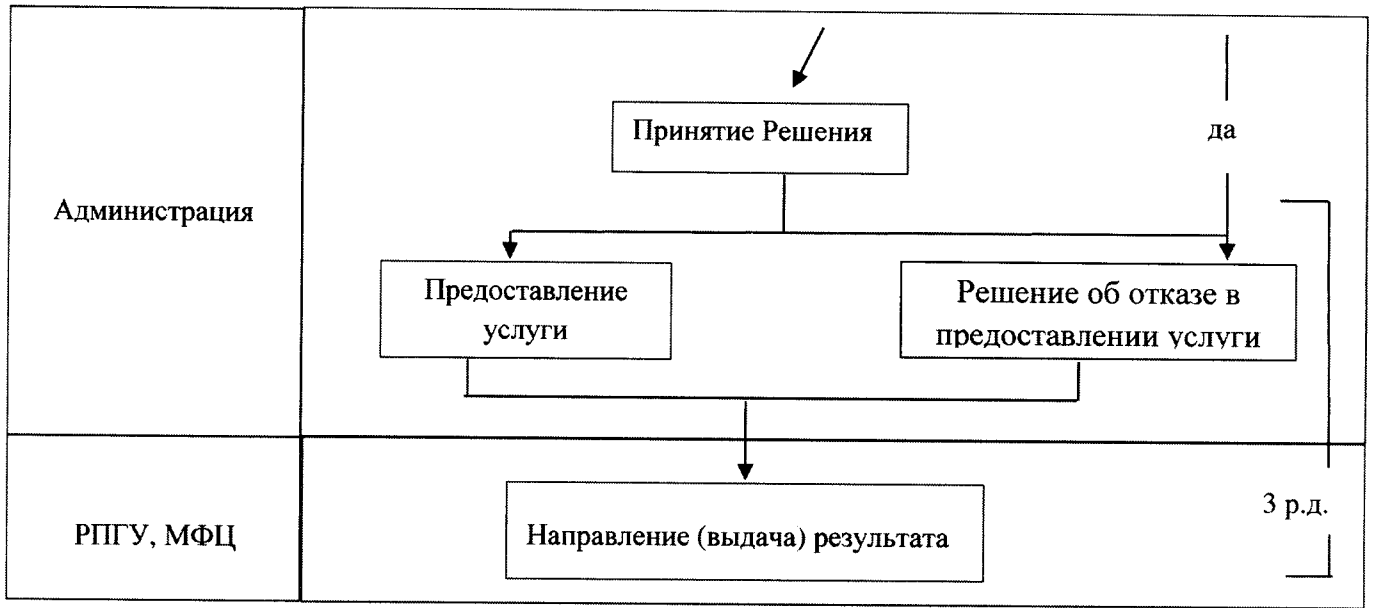 Принятие Решения
да
Администрация
Предоставление
услуги
Решение об отказе в
предоставлении услуги
3 р.д.
РПГУ, МФЦ
Направление (выдача) результата